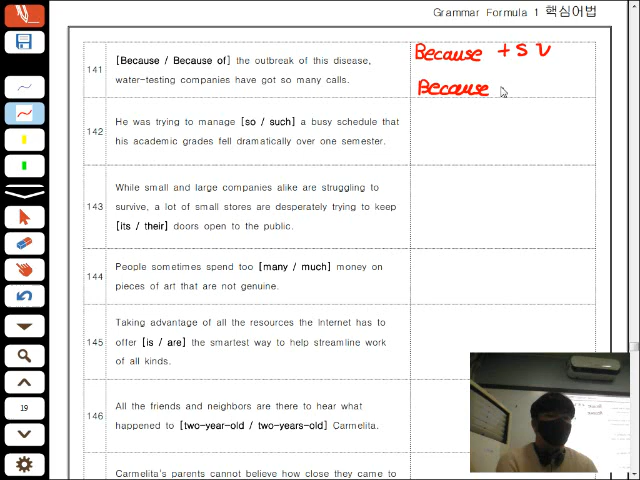 Grammar Formula 1 핵심어법
141
[Because / Because of] the outbreak of this disease,
water-testing companies have got so many calls.
Because + S V
Because
142
He was trying to manage [so / such] a busy schedule that
his academic grades fell dramatically over one semester.
143
While small and large companies alike are struggling to
survive, a lot of small stores are desperately trying to keep
[its / their] doors open to the public.
144
People sometimes spend too [many / much] money on
pieces of art that are not genuine.
145
Taking advantage of all the resources the Internet has to
offer [is / are] the smartest way to help streamline work
of all kinds.
146
All the friends and neighbors are there to hear what
happened to [two-year-old / two-years-old] Carmelita.
Carmelita's parents cannot believe how close they came to
19